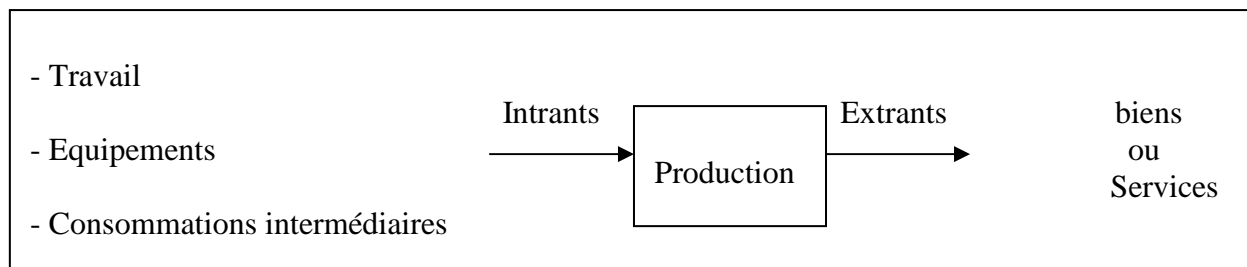 - Travail
Intrants
Extrants
biens
- Equipements
ou
Production
Services
- Consommations intermédiaires